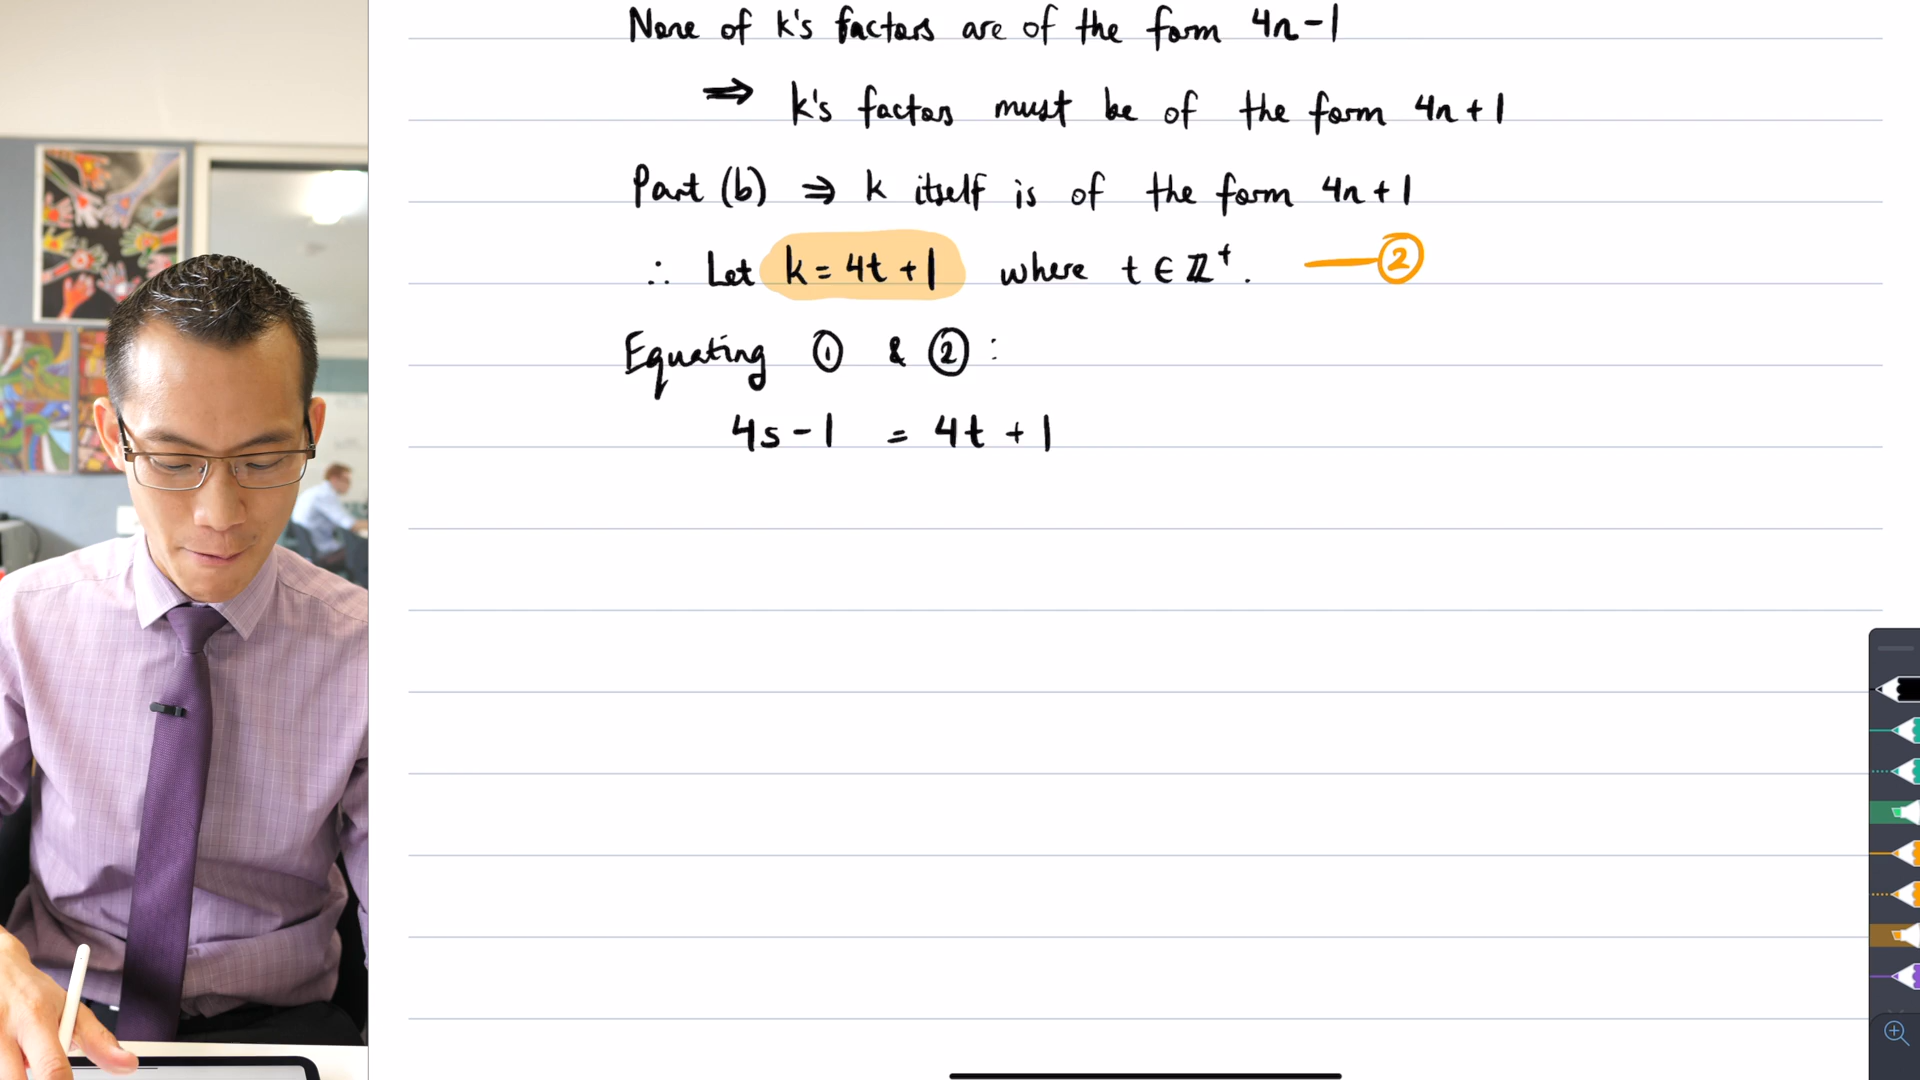 None of k's factors are of the form 4n-1
⇒ k's factors must be of the form 4n+1
Part (b) ⇒ k itself is of the form 4n+1
∴ Let k=4t+1 where t∈ℤ⁺. —②
Equating ① & ②:
4s-1 = 4t+1